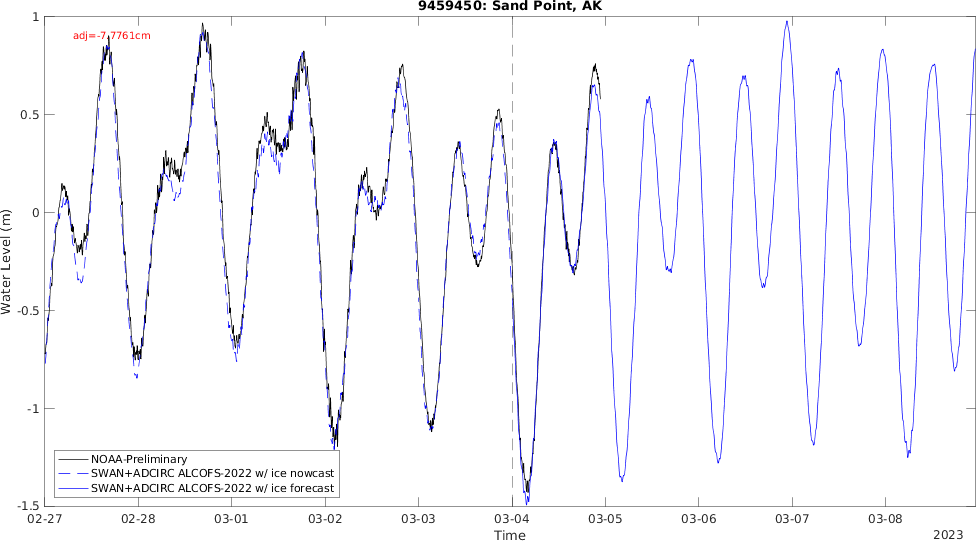 9459450: Sand Point, AK
adj=-7.7761cm
Water Level (m)
1
0.5
0
-0.5
-1
-1.5
NOAA-Preliminary
SWAN+ADCIRC ALCOFS-2022 w/ ice nowcast
SWAN+ADCIRC ALCOFS-2022 w/ ice forecast
02-27 02-28 03-01 03-02 03-03 03-04 03-05 03-06 03-07 03-08
Time
2023